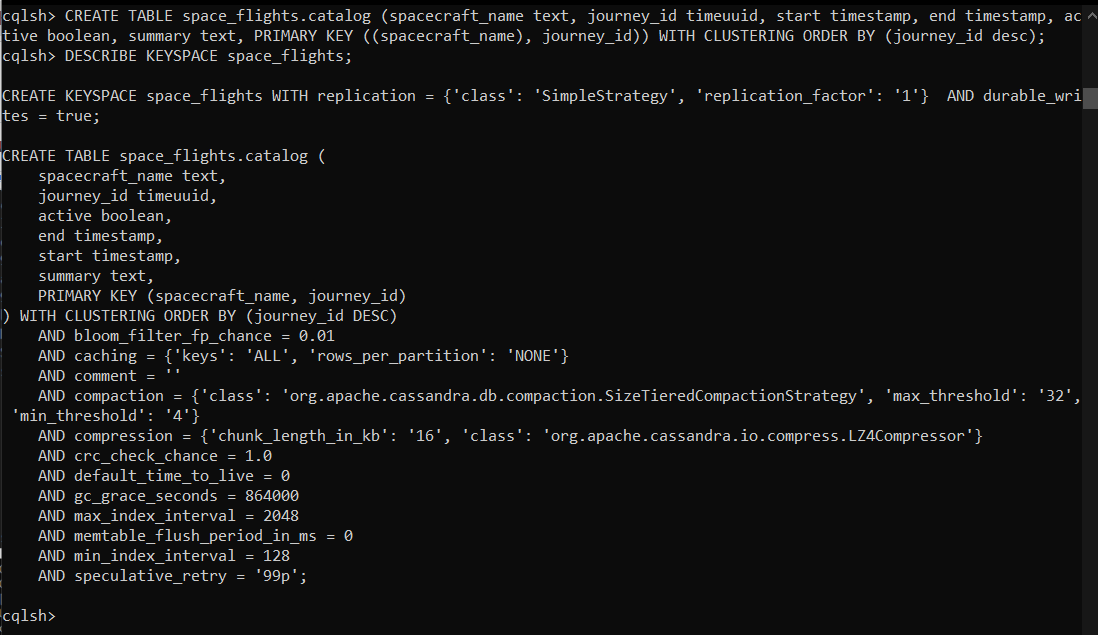 cqlsh> CREATE TABLE space_flights.catalog (spacecraft_name text, journey_id timeuuid, start timestamp, end timestamp, ac
tive boolean, summary text, PRIMARY KEY ((spacecraft_name), journey_id)) WITH CLUSTERING ORDER BY (journey_id desc);
cqlsh> DESCRIBE KEYSPACE space_flights;

CREATE KEYSPACE space_flights WITH replication = {'class': 'SimpleStrategy', 'replication_factor': '1'}  AND durable_wri
tes = true;

CREATE TABLE space_flights.catalog (
    spacecraft_name text,
    journey_id timeuuid,
    active boolean,
    end timestamp,
    start timestamp,
    summary text,
    PRIMARY KEY (spacecraft_name, journey_id)
) WITH CLUSTERING ORDER BY (journey_id DESC)
    AND bloom_filter_fp_chance = 0.01
    AND caching = {'keys': 'ALL', 'rows_per_partition': 'NONE'}
    AND comment = ''
    AND compaction = {'class': 'org.apache.cassandra.db.compaction.SizeTieredCompactionStrategy', 'max_threshold': '32',
 'min_threshold': '4'}
    AND compression = {'chunk_length_in_kb': '16', 'class': 'org.apache.cassandra.io.compress.LZ4Compressor'}
    AND crc_check_chance = 1.0
    AND default_time_to_live = 0
    AND gc_grace_seconds = 864000
    AND max_index_interval = 2048
    AND memtable_flush_period_in_ms = 0
    AND min_index_interval = 128
    AND speculative_retry = '99p';

cqlsh>